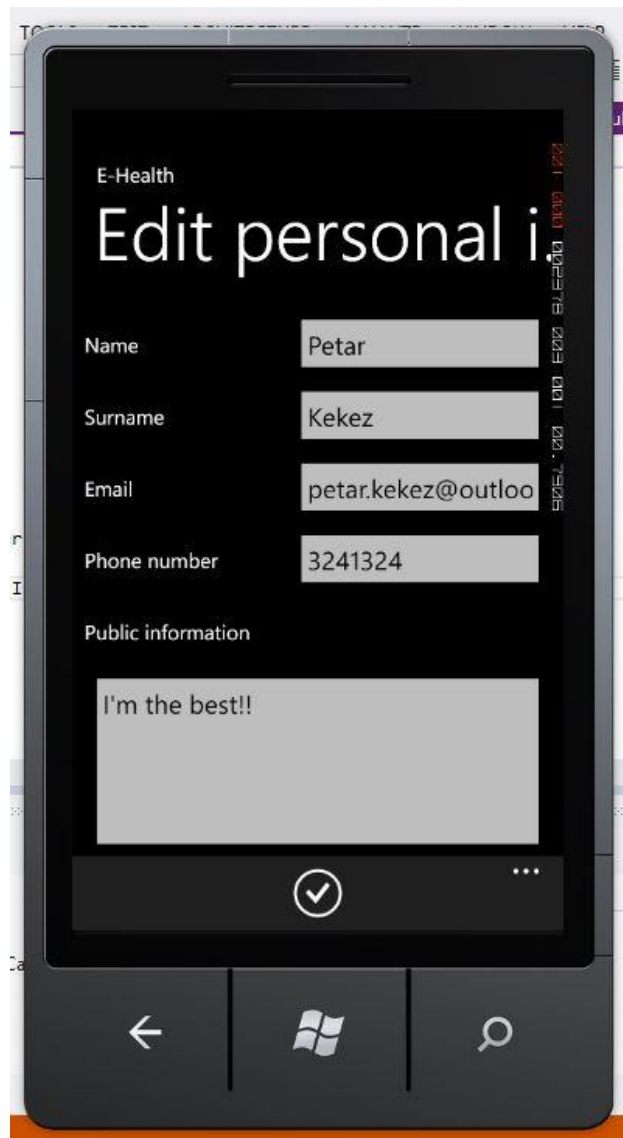 E-Health
Edit personal i.
Name Petar
Surname Kekez
Email petar.kekez@outloo
Phone number 3241324
Public information
I'm the best!!